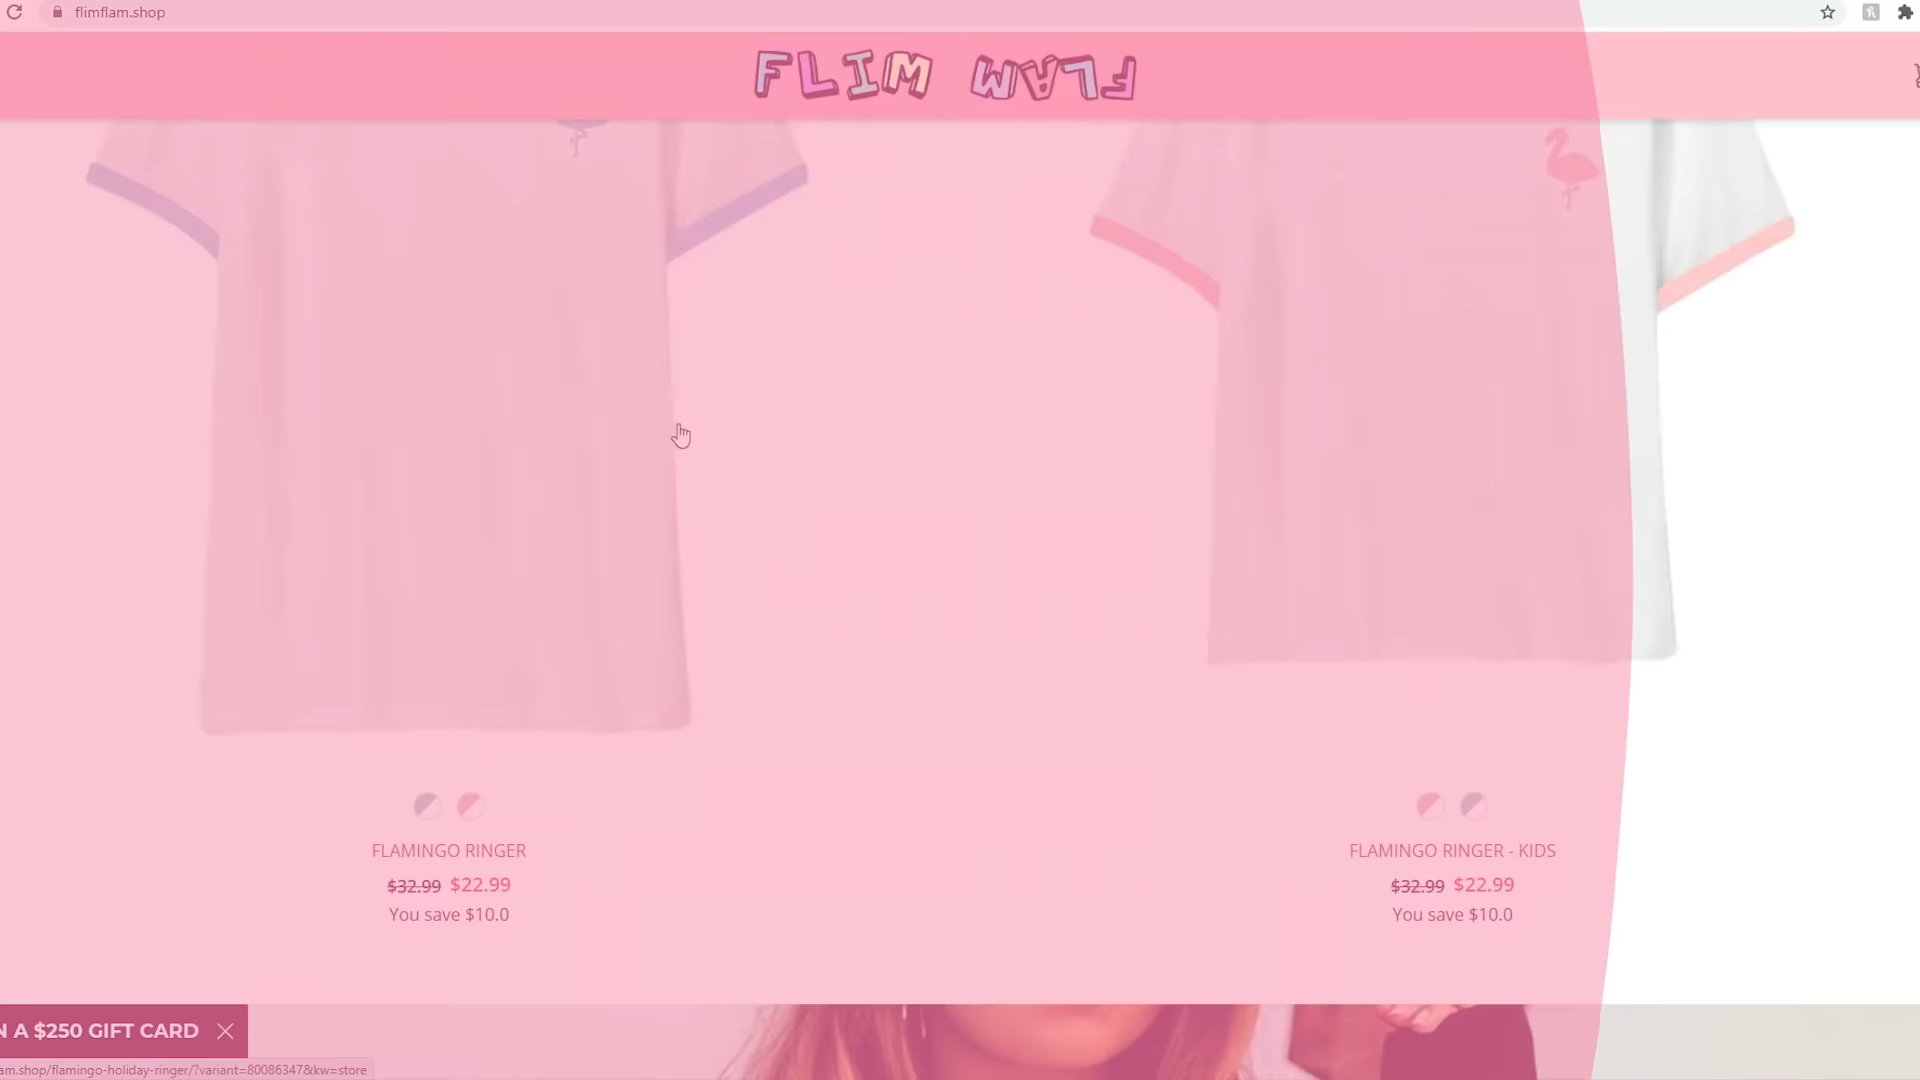 flimflam.shop
FLIM FLAM
FLAMINGO RINGER
$32.99 $22.99
You save $10.0
FLAMINGO RINGER - KIDS
$32.99 $22.99
You save $10.0
N A $250 GIFT CARD
am.shop/flamingo-holiday-ringer/?variant=80086347&kw=store